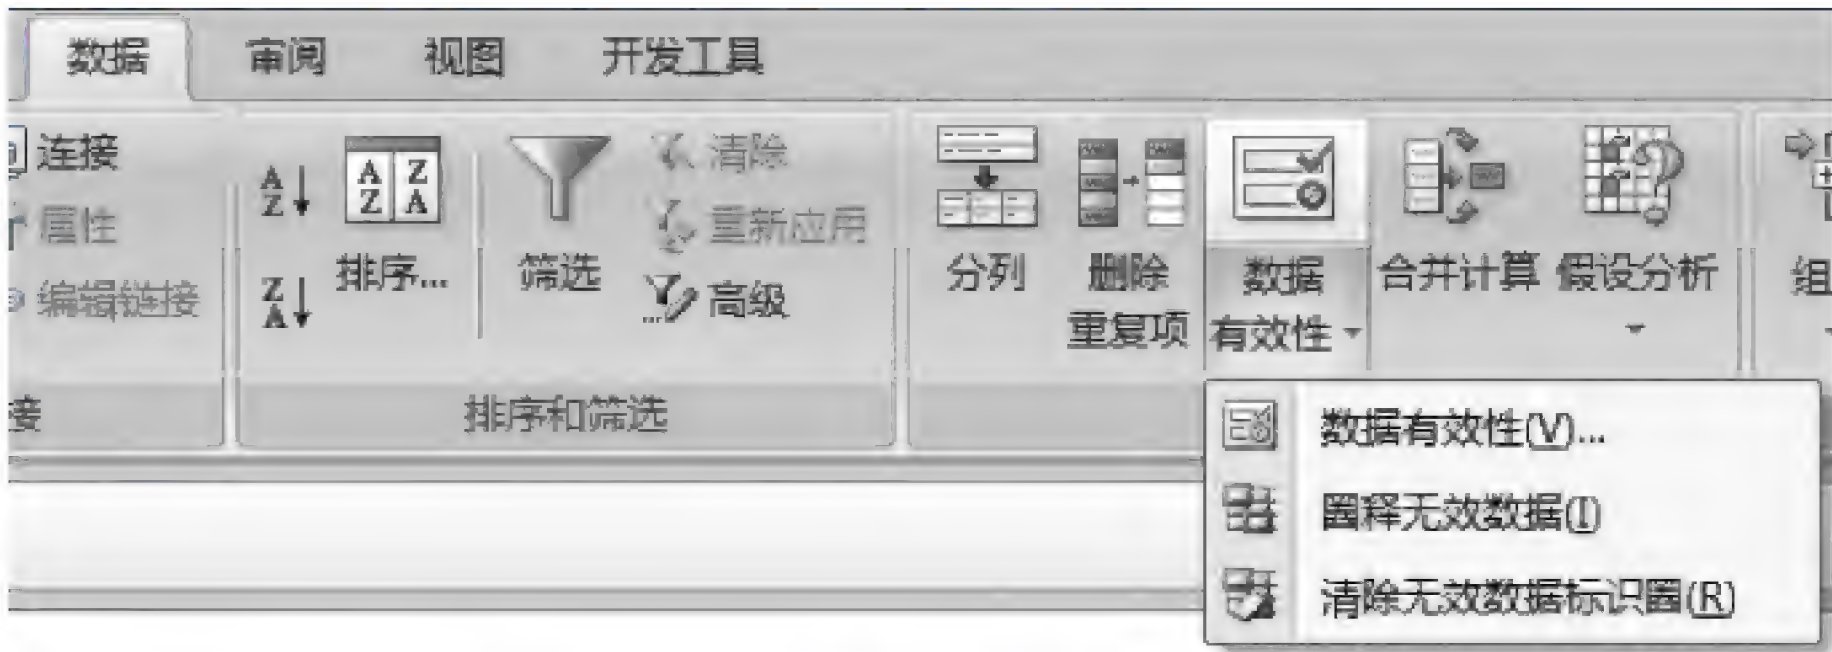 数据 审阅 视图 开发工具
连接
属性
编辑链接
排序...
筛选
清除
重新应用
高级
分列
删除
重复项
数据
有效性
合并计算
假设分析
组
接
排序和筛选
数据有效性(V)...
圈释无效数据(I)
清除无效数据标识圈(R)